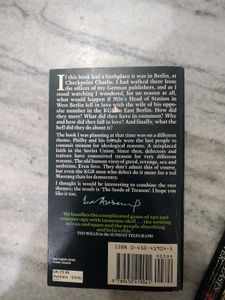 If this book had a birthplace it was in Berlin, at
Checkpoint Charlie. I had walked there
from the offices of my German publishers, and as I
stood watching I wondered, for no reason at all,
what would happen if MI6's Head of Station in
West Berlin fell in love with the wife of his oppo-
site number in the KGB in East Berlin. How did
they meet? What did they have in common? Why
and how did they fall in love? And finally, what the
hell did they do about it?
The book I was planning at that time was on a different
theme. Philby and his friends were the last people to
commit treason for ideological reasons. A misplaced
faith in the Soviet Union. Since then, defectors and
traitors have committed treason for very different
reasons. The old human vices of greed, revenge, sex and
ambition. Even love. They don't admit this of course,
but even the KGB men who defect do it more for a red
Mustang than for democracy.
I thought it would be interesting to combine the two
themes; the result is 'The Seeds of Treason'. I hope you
like it too.
'He handles the complicated game of spy and
counter-spy with immense skill ... the writing
is lean and spare and the people absorbing
and believable'
TED WILLIS in the SUNDAY TELEGRAPH
New English Library
ISBN 0-450-41904-5